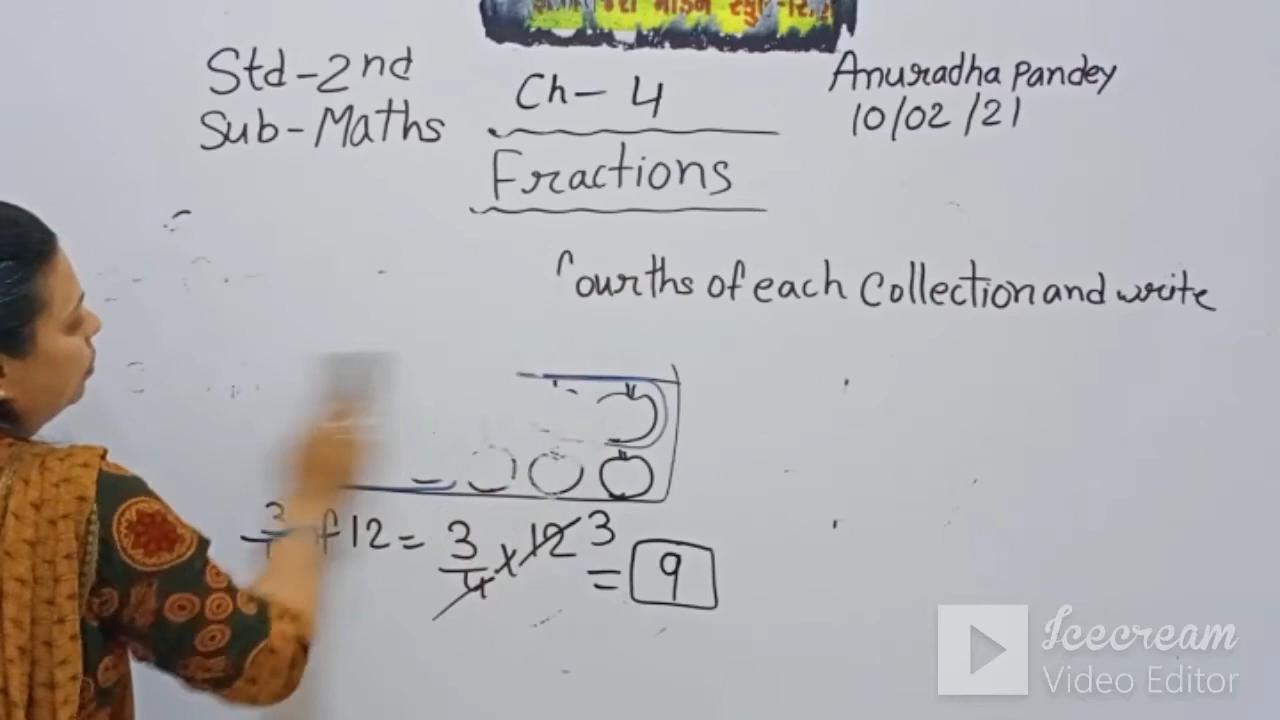 મોડર્ન સ્કુલ
Std-2nd
Sub-Maths
Ch-4
Fractions
Anuradha Pandey
10/02/21
ourths of each Collection and write
12 = 3/4 × 12 3
= 9
Icecream
Video Editor